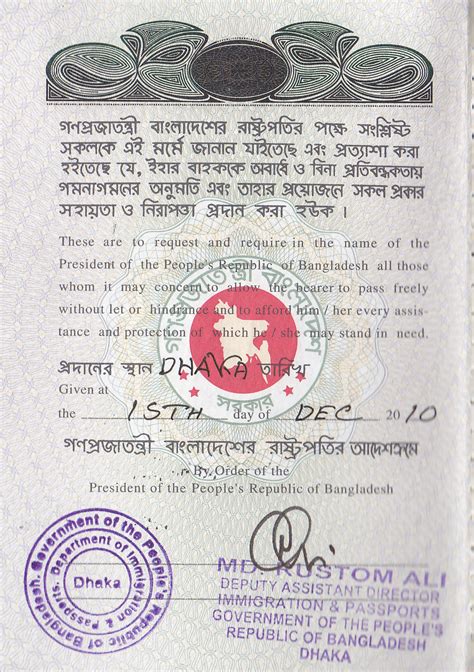 গণপ্রজাতন্ত্রী বাংলাদেশের রাষ্ট্রপতির পক্ষে সংশ্লিষ্ট
সকলকে এই মর্মে জানান যাইতেছে এবং প্রত্যাশা করা
হইতেছে যে, ইহার বাহককে অবাধে ও বিনা প্রতিবন্ধকতায়
গমনাগমনের অনুমতি এবং তাহার প্রয়োজনে সকল প্রকার
সহায়তা ও নিরাপত্তা প্রদান করা হউক ।
These are to request and require in the name of the
President of the People's Republic of Bangladesh all those
whom it may concern to allow the bearer to pass freely
without let or hindrance and to afford him / her every assis-
tance and protection of which he / she may stand in need.
গণপ্রজাতন্ত্রী বাংলাদেশ
সরকার
প্রদানের স্থান DHAKA তারিখ
Given at
the 15TH day of DEC 2010
গণপ্রজাতন্ত্রী বাংলাদেশের রাষ্ট্রপতির আদেশক্রমে
By Order of the
President of the People's Republic of Bangladesh
Government of the People's Republic of Bangladesh.
Department of Immigration & Passports.
Dhaka
MD. RUSTOM ALI
DEPUTY ASSISTANT DIRECTOR
IMMIGRATION & PASSPORTS
GOVERNMENT OF THE PEOPLE'S
REPUBLIC OF BANGLADESH
DHAKA